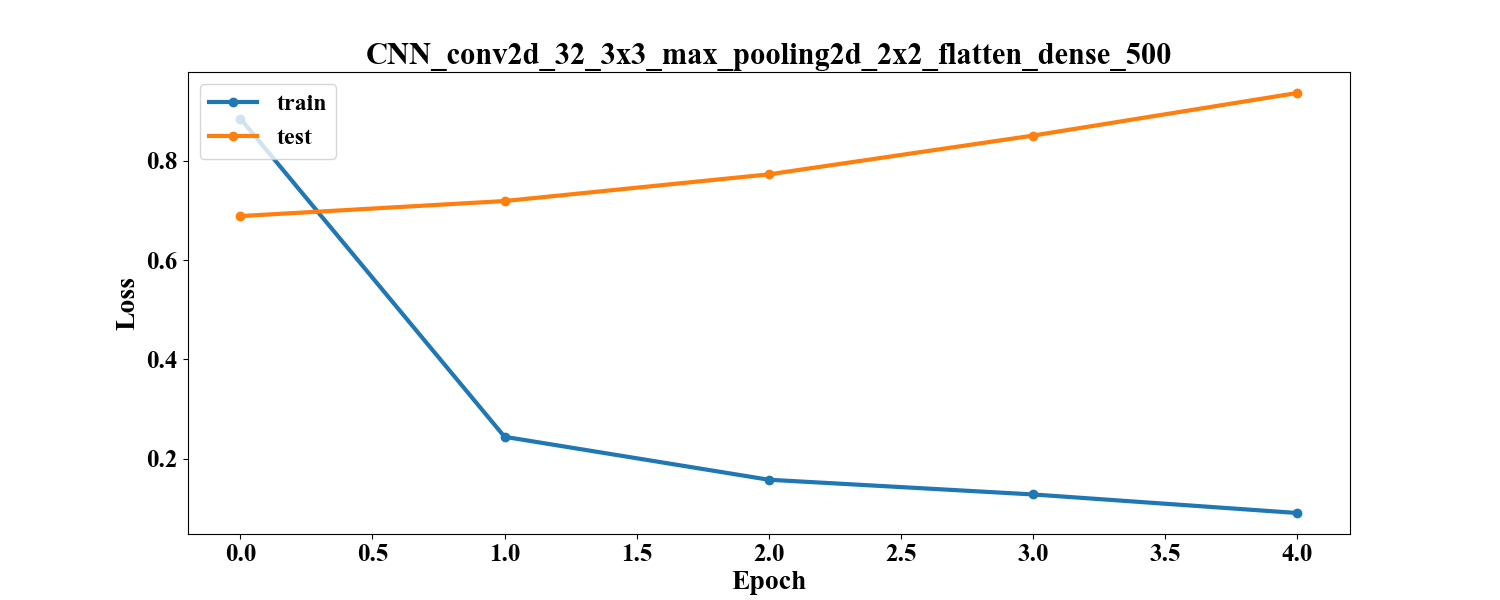 CNN_conv2d_32_3x3_max_pooling2d_2x2_flatten_dense_500
train
test
0.8
0.6
0.4
0.2
Loss
0.0 0.5 1.0 1.5 2.0 2.5 3.0 3.5 4.0
Epoch